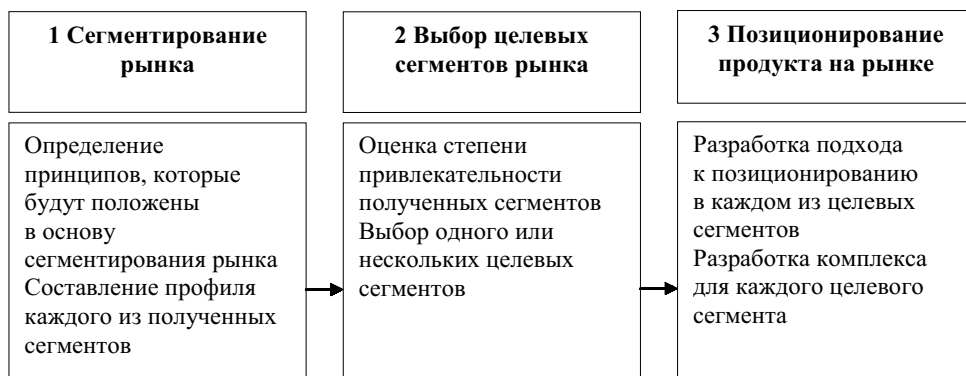 1 Сегментирование
рынка
2 Выбор целевых
сегментов рынка
3 Позиционирование
продукта на рынке
Определение
принципов, которые
будут положены
в основу
сегментирования рынка
Составление профиля
каждого из полученных
сегментов
Оценка степени
привлекательности
полученных сегментов
Выбор одного или
нескольких целевых
сегментов
Разработка подхода
к позиционированию
в каждом из целевых
сегментов
Разработка комплекса
для каждого целевого
сегмента